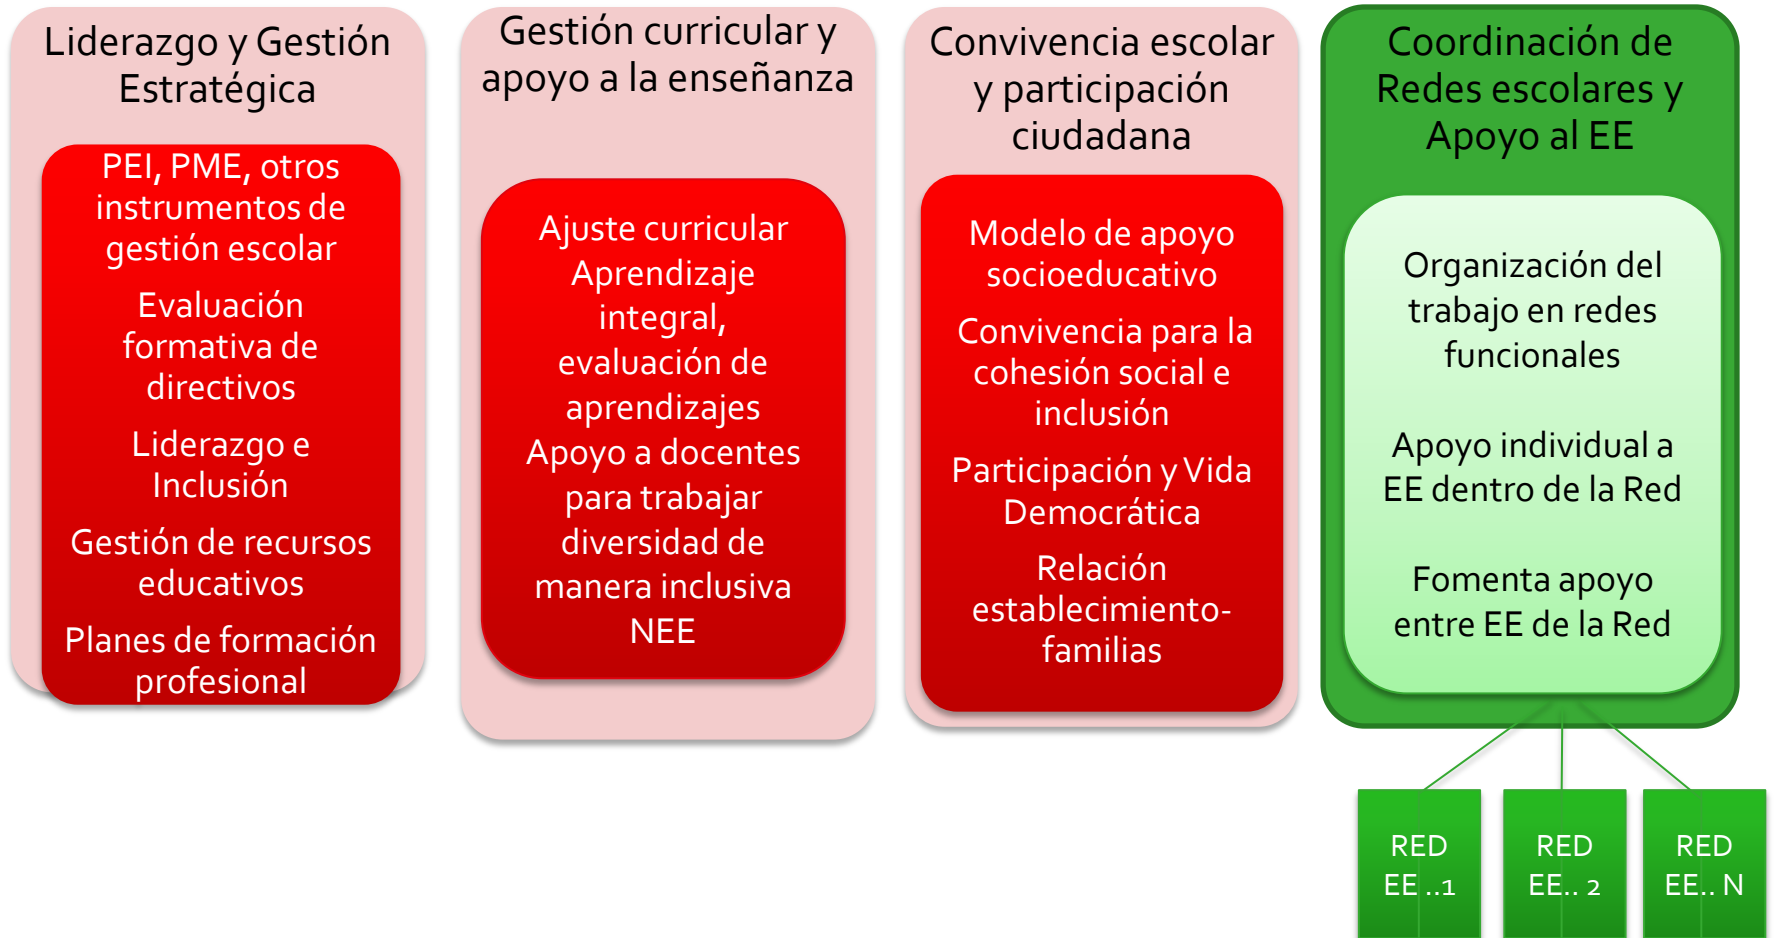 Liderazgo y Gestión
Estratégica
PEI, PME, otros
instrumentos de
gestión escolar
Evaluación
formativa de
directivos
Liderazgo e
Inclusión
Gestión de recursos
educativos
Planes de formación
profesional
Gestión curricular y
apoyo a la enseñanza
Ajuste curricular
Aprendizaje
integral,
evaluación de
aprendizajes
Apoyo a docentes
para trabajar
diversidad de
manera inclusiva
NEE
Convivencia escolar
y participación
ciudadana
Modelo de apoyo
socioeducativo
Convivencia para la
cohesión social e
inclusión
Participación y Vida
Democrática
Relación
establecimiento-
familias
Coordinación de
Redes escolares y
Apoyo al EE
Organización del
trabajo en redes
funcionales
Apoyo individual a
EE dentro de la Red
Fomenta apoyo
entre EE de la Red
RED
EE ..1
RED
EE.. 2
RED
EE.. N